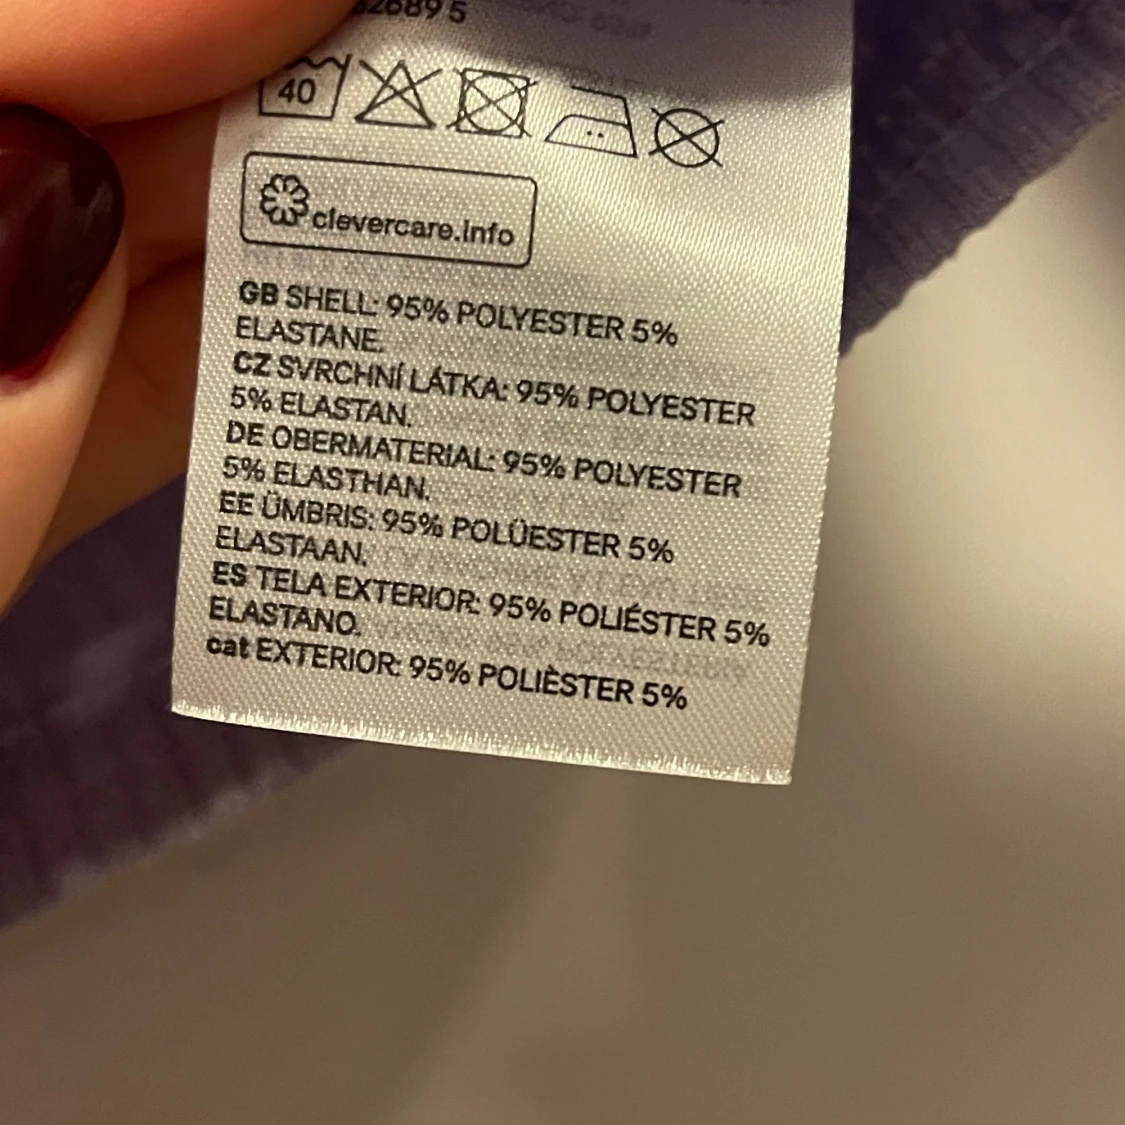 40
clevercare.info
GB SHELL: 95% POLYESTER 5%
ELASTANE.
CZ SVRCHNÍ LÁTKA: 95% POLYESTER
5% ELASTAN.
DE OBERMATERIAL: 95% POLYESTER
5% ELASTHAN.
EE ÜMBRIS: 95% POLÜESTER 5%
ELASTAAN.
ES TELA EXTERIOR: 95% POLIÉSTER 5%
ELASTANO.
cat EXTERIOR: 95% POLIÈSTER 5%